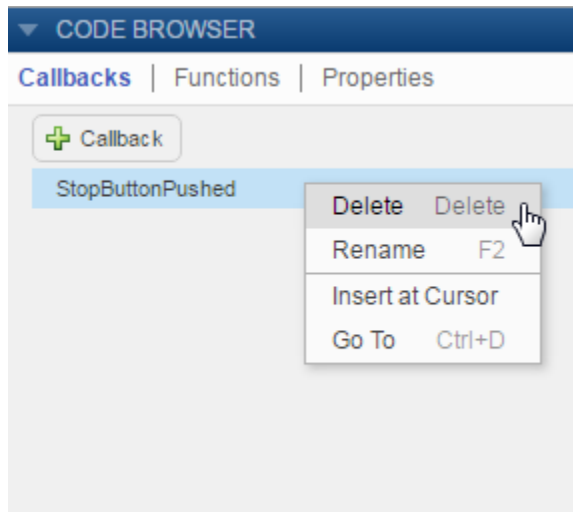 CODE BROWSER
Callbacks | Functions | Properties
Callback
StopButtonPushed
Delete Delete
Rename F2
Insert at Cursor
Go To Ctrl+D